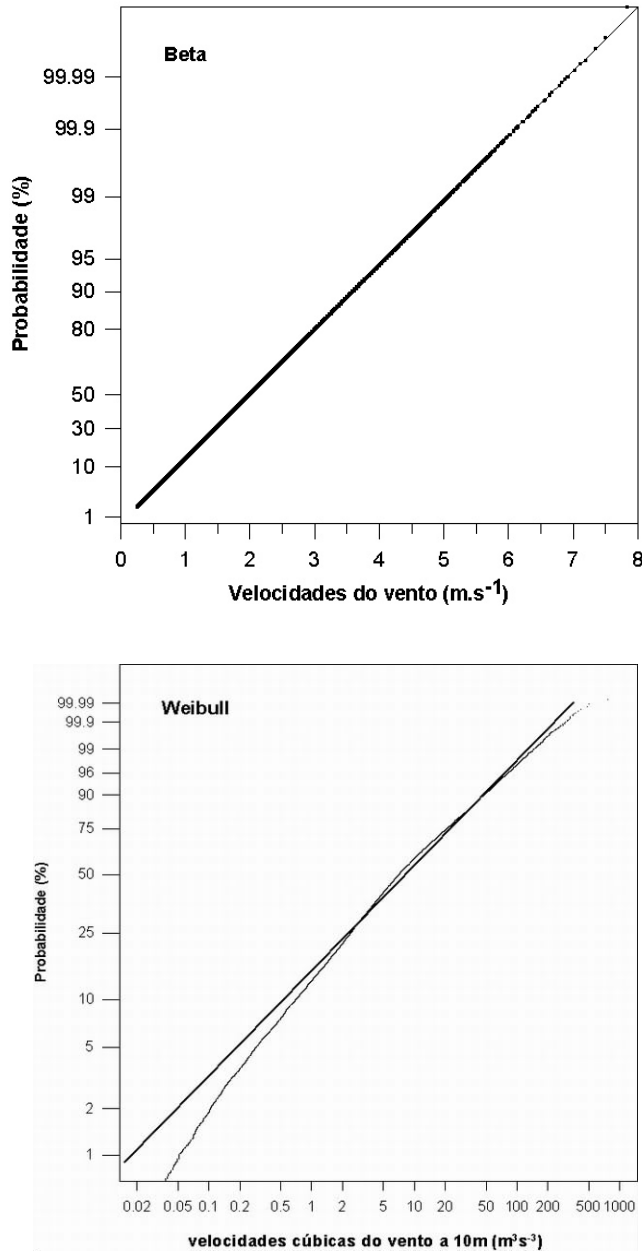 Beta
Probabilidade (%)
99.99
99.9
99
95
90
80
50
30
10
1
0 1 2 3 4 5 6 7 8
Velocidades do vento (m.s-1)
Weibull
Probabilidade (%)
99.99
99.9
99
96
90
75
50
25
10
5
2
1
0.02 0.05 0.1 0.2 0.5 1 2 5 10 20 50 100 200 500 1000
velocidades cúbicas do vento a 10m (m³s⁻³)